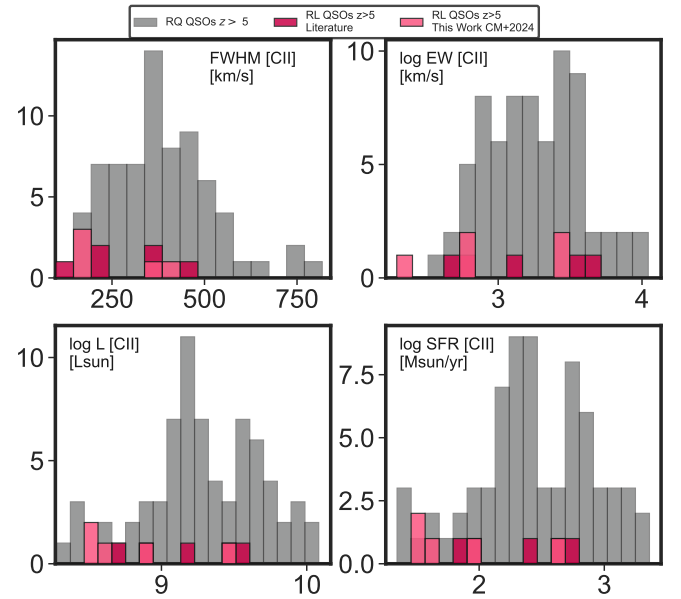 RQ QSOs z > 5
RL QSOs z>5
Literature
RL QSOs z>5
This Work CM+2024
FWHM [CII]
[km/s]
10
5
0
250
500
750
log EW [CII]
[km/s]
10
5
0
3
4
log L [CII]
[Lsun]
10
5
0
9
10
log SFR [CII]
[Msun/yr]
7.5
5.0
2.5
0.0
2
3